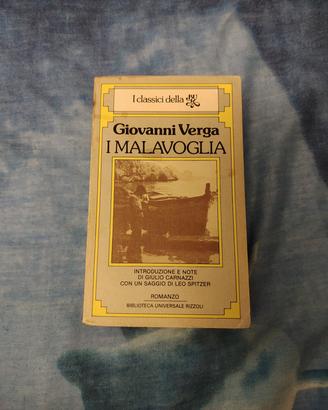 I classici della BUR
Giovanni Verga
I MALAVOGLIA
INTRODUZIONE E NOTE
DI GIULIO CARNAZZI
CON UN SAGGIO DI LEO SPITZER
ROMANZO
BIBLIOTECA UNIVERSALE RIZZOLI